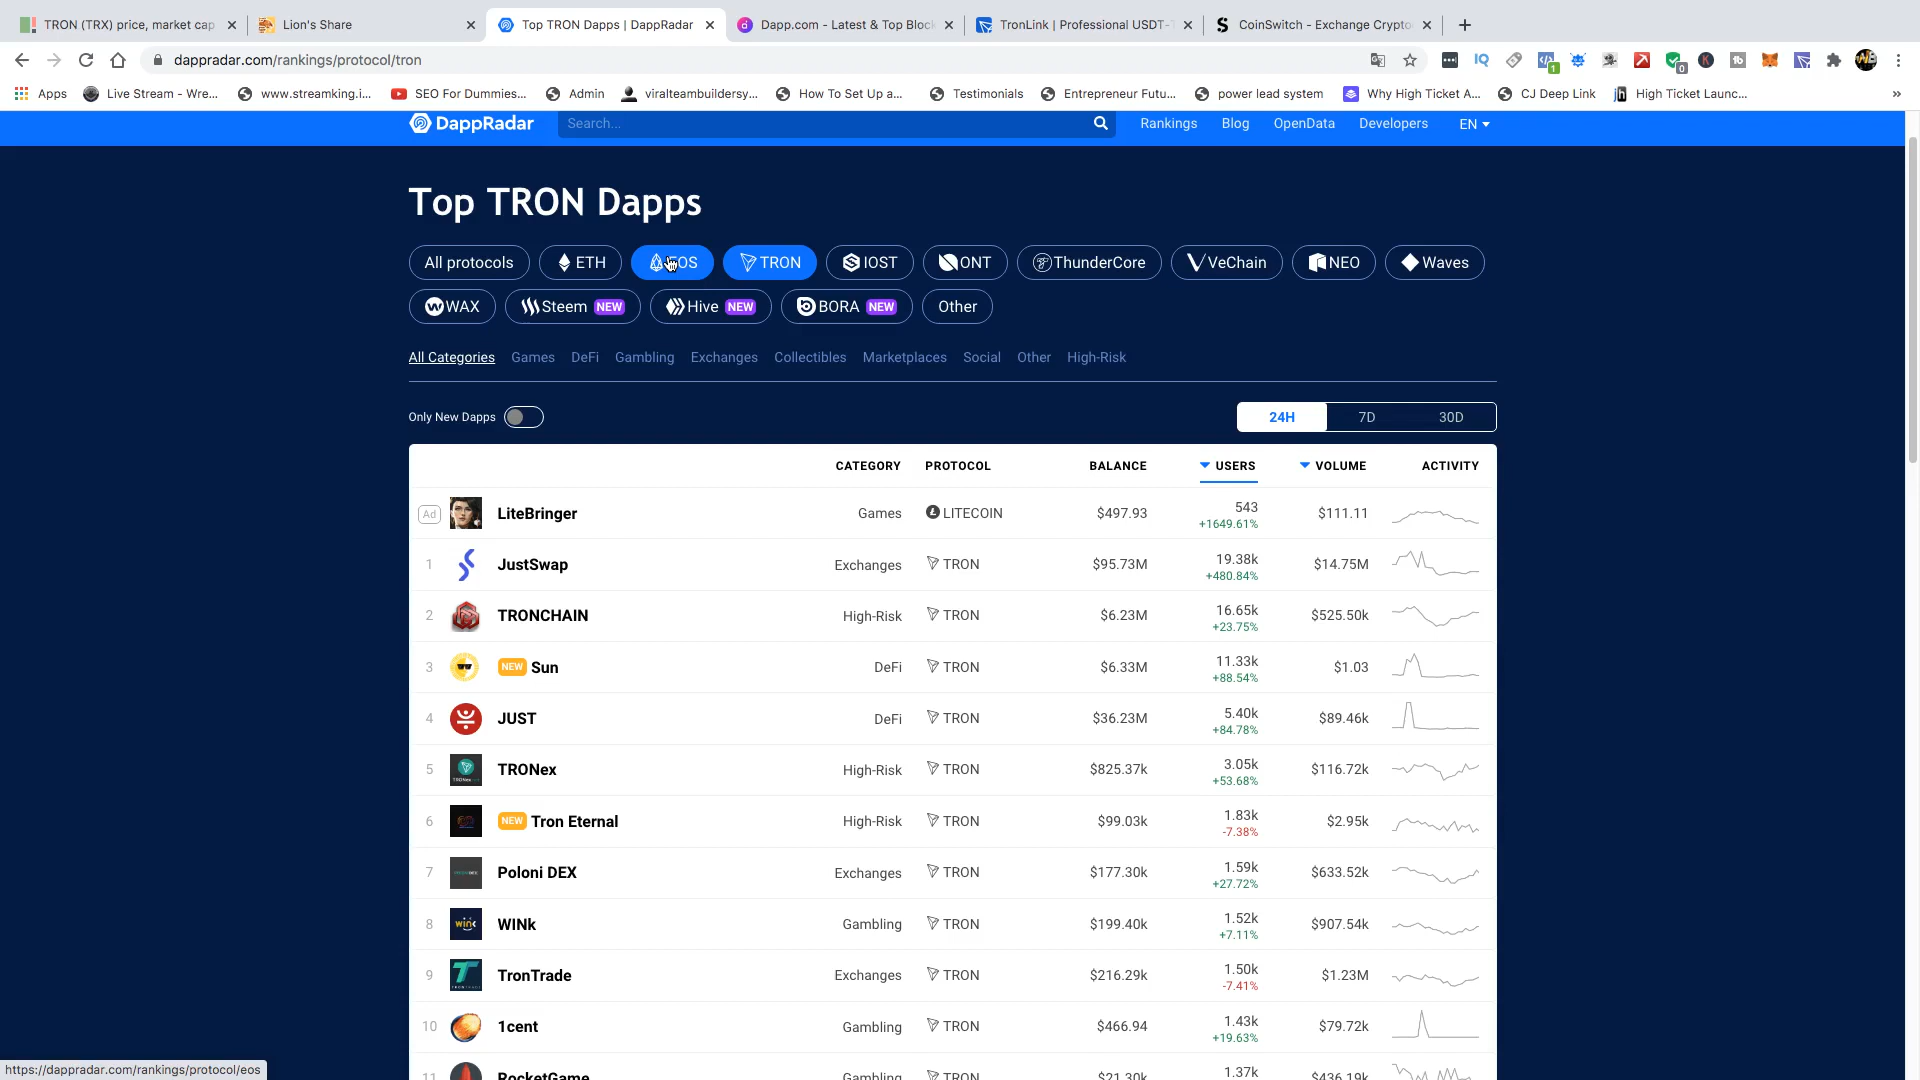 TRON (TRX) price, market cap
Lion's Share
Top TRON Dapps | DappRadar
Dapp.com - Latest & Top Block
TronLink | Professional USDT-T
CoinSwitch - Exchange Crypto
dappradar.com/rankings/protocol/tron
Apps
Live Stream - Wre...
www.streamking.i...
SEO For Dummies...
Admin
viralteambuildersy...
How To Set Up a...
Testimonials
Entrepreneur Futu...
power lead system
Why High Ticket A...
CJ Deep Link
High Ticket Launc...
DappRadar
Search...
Rankings
Blog
OpenData
Developers
EN
Top TRON Dapps
All protocols
ETH
EOS
TRON
IOST
ONT
ThunderCore
VeChain
NEO
Waves
WAX
Steem NEW
Hive NEW
BORA NEW
Other
All Categories
Games
DeFi
Gambling
Exchanges
Collectibles
Marketplaces
Social
Other
High-Risk
Only New Dapps
24H
7D
30D
CATEGORY PROTOCOL BALANCE USERS VOLUME ACTIVITY
Ad LiteBringer Games LITECOIN $497.93 543 $111.11
+1649.61%
1 JustSwap Exchanges TRON $95.73M 19.38k $14.75M
+480.84%
2 TRONCHAIN High-Risk TRON $6.23M 16.65k $525.50k
+23.75%
3 NEW Sun DeFi TRON $6.33M 11.33k $1.03
+88.54%
4 JUST DeFi TRON $36.23M 5.40k $89.46k
+84.78%
5 TRONex High-Risk TRON $825.37k 3.05k $116.72k
+53.68%
6 NEW Tron Eternal High-Risk TRON $99.03k 1.83k $2.95k
-7.38%
7 Poloni DEX Exchanges TRON $177.30k 1.59k $633.52k
+27.72%
8 WINk Gambling TRON $199.40k 1.52k $907.54k
+7.11%
9 TronTrade Exchanges TRON $216.29k 1.50k $1.23M
-7.41%
10 1cent Gambling TRON $466.94 1.43k $79.72k
+19.63%
11 RocketGame Gambling TRON $21.30k 1.37k $436.19k
https://dappradar.com/rankings/protocol/eos